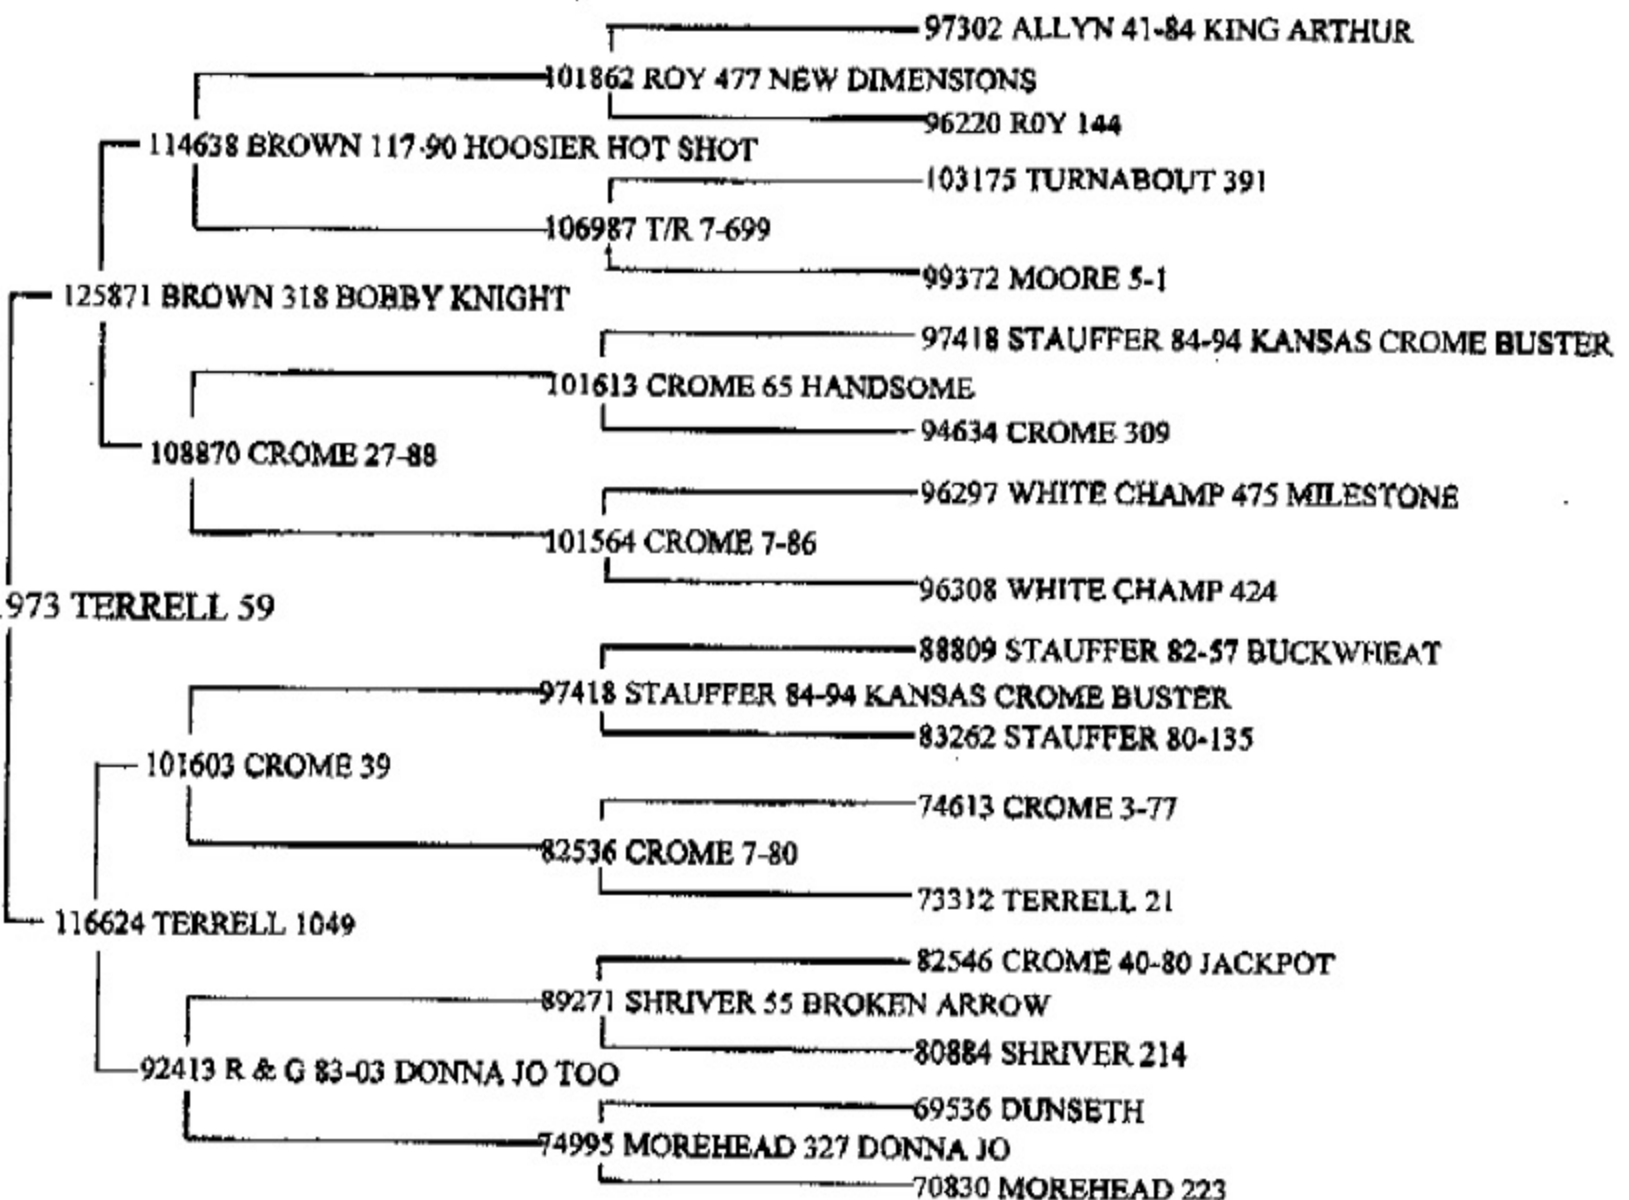 97302 ALLYN 41-84 KING ARTHUR
101862 ROY 477 NEW DIMENSIONS
96220 ROY 144
114638 BROWN 117-90 HOOSIER HOT SHOT
103175 TURNABOUT 391
106987 T/R 7-699
99372 MOORE 5-1
125871 BROWN 318 BOBBY KNIGHT
97418 STAUFFER 84-94 KANSAS CROME BUSTER
101613 CROME 65 HANDSOME
94634 CROME 309
108870 CROME 27-88
96297 WHITE CHAMP 475 MILESTONE
101564 CROME 7-86
96308 WHITE CHAMP 424
TERRELL 59
88809 STAUFFER 82-57 BUCKWHEAT
97418 STAUFFER 84-94 KANSAS CROME BUSTER
83262 STAUFFER 80-135
101603 CROME 39
74613 CROME 3-77
82536 CROME 7-80
73312 TERRELL 21
116624 TERRELL 1049
82546 CROME 40-80 JACKPOT
89271 SHRIVER 55 BROKEN ARROW
80884 SHRIVER 214
92413 R & G 83-03 DONNA JO TOO
69536 DUNSETH
74995 MOREHEAD 327 DONNA JO
70830 MOREHEAD 223